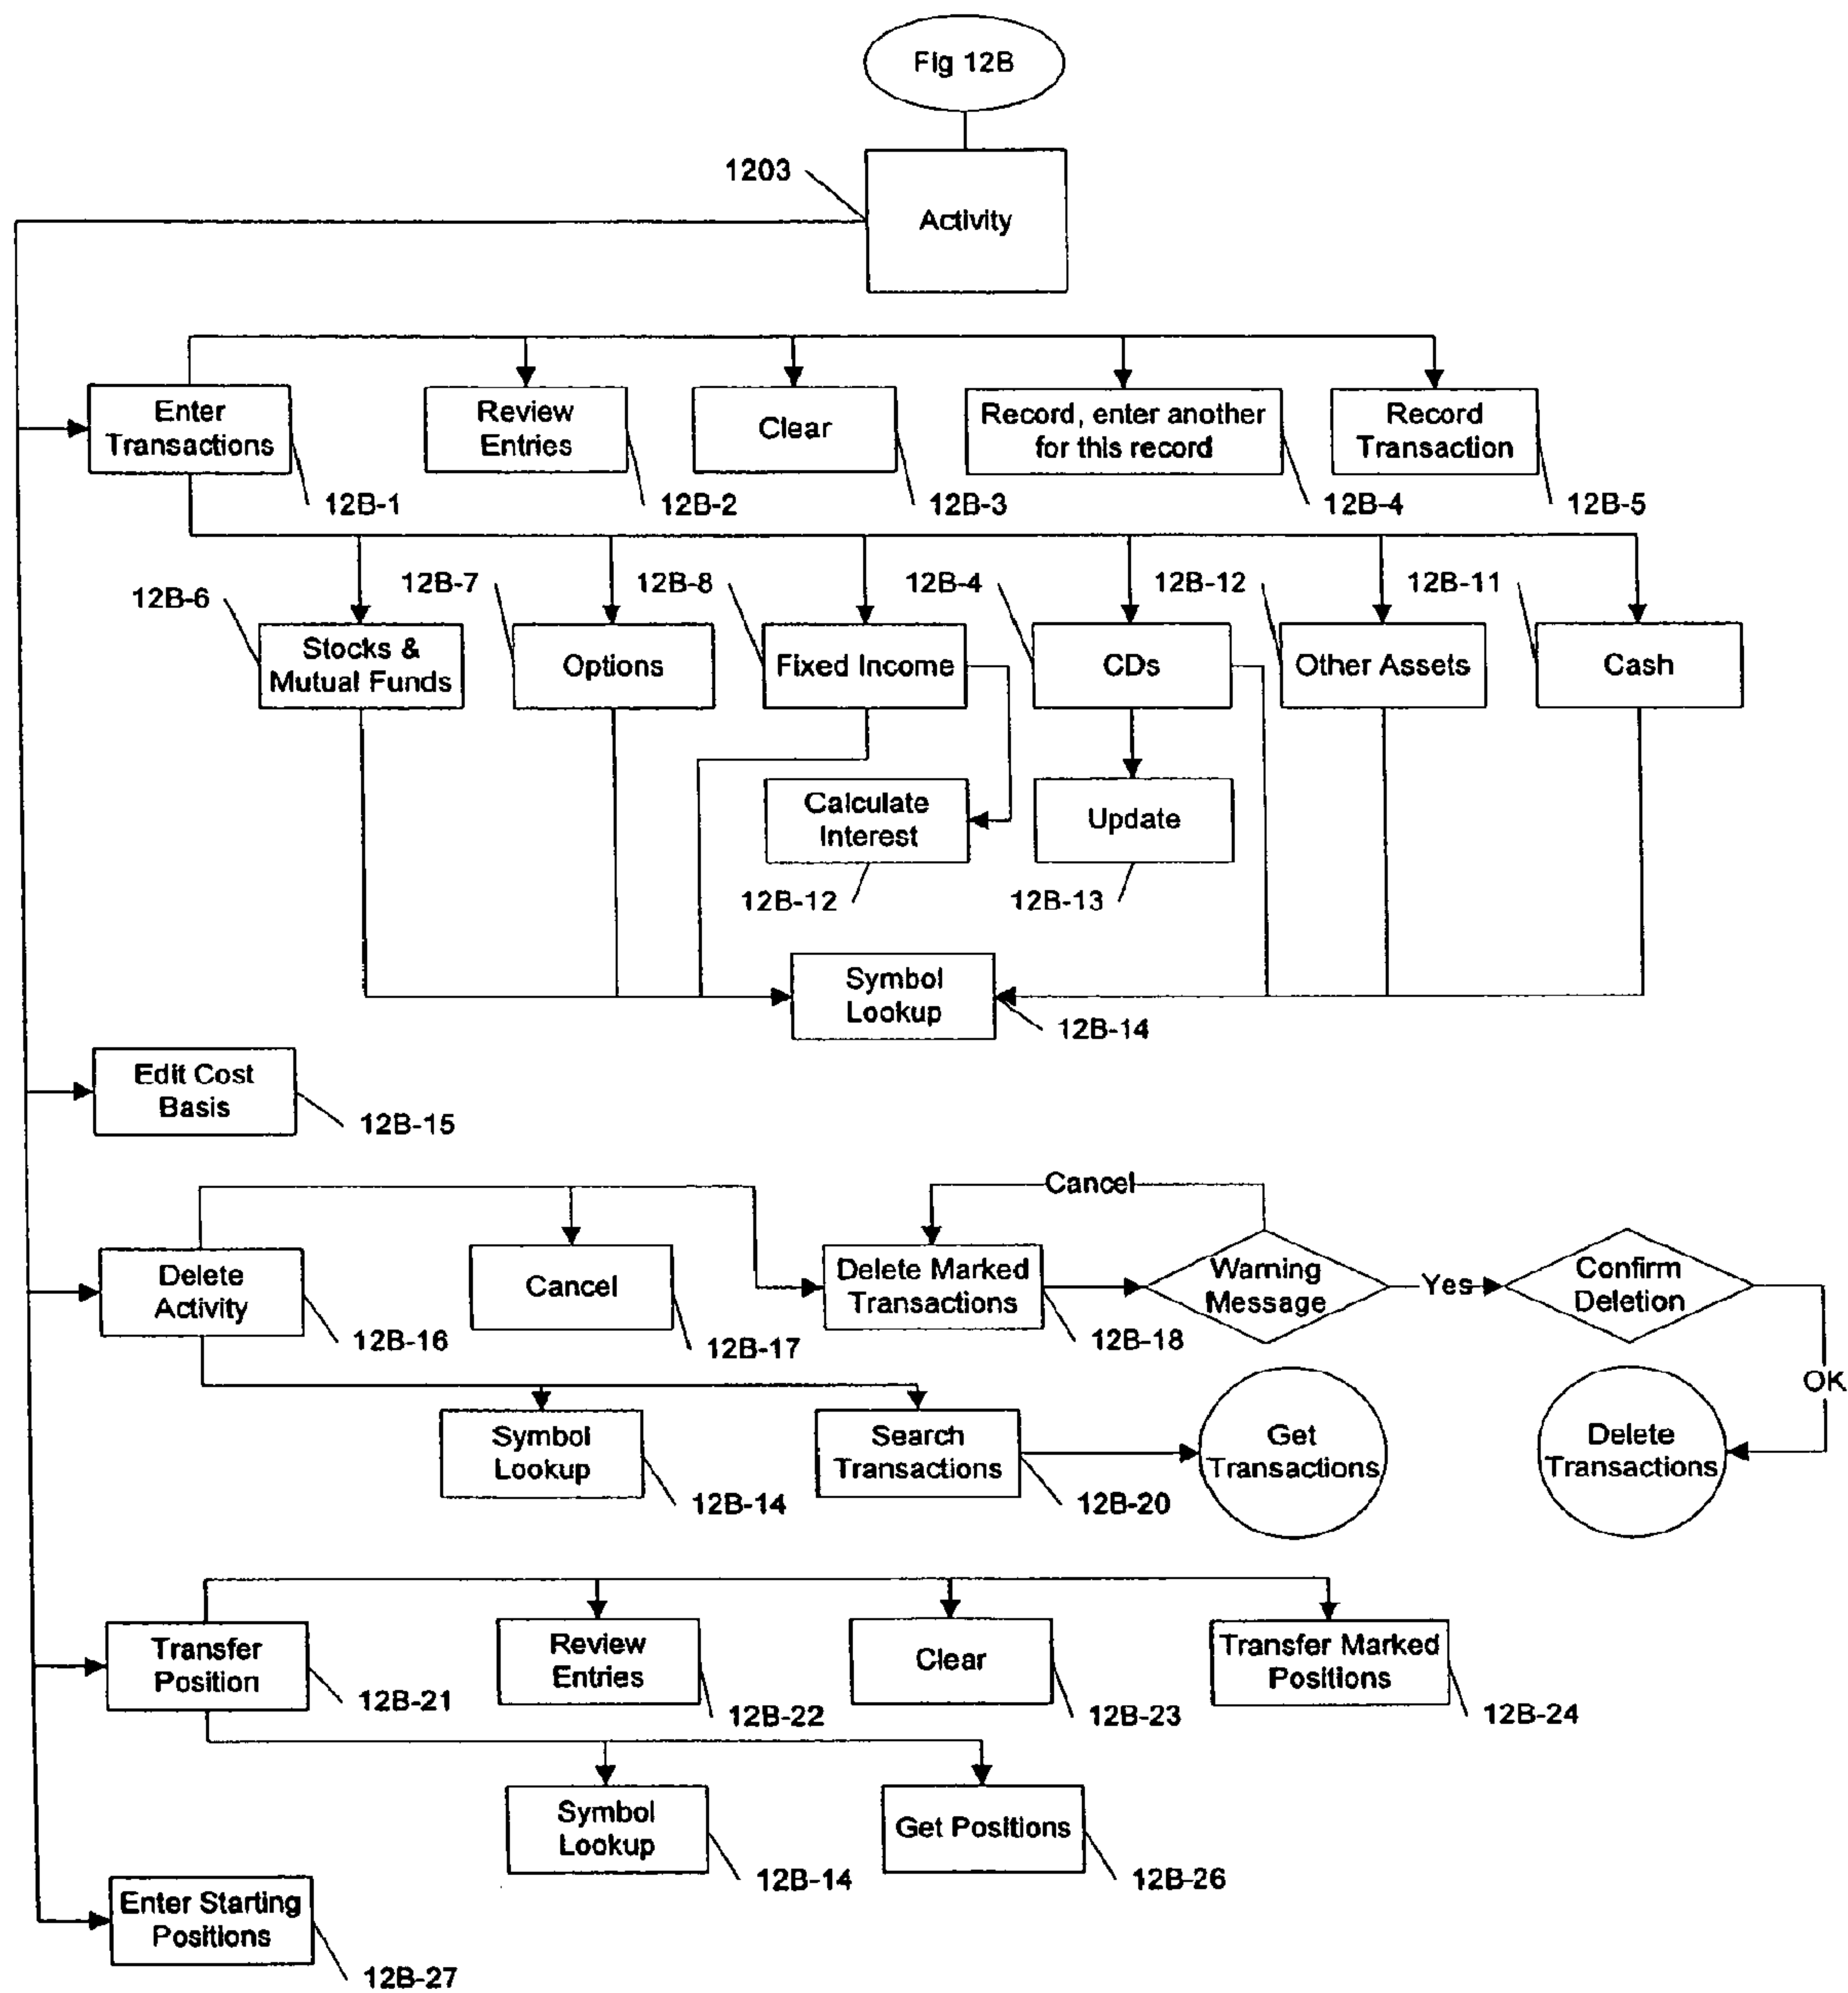 Fig 12B
1203
Activity
Enter
Transactions
Review
Entries
Clear
Record, enter another
for this record
Record
Transaction
12B-1
12B-2
12B-3
12B-4
12B-5
12B-6
12B-7
12B-8
12B-4
12B-12
12B-11
Stocks &
Mutual Funds
Options
Fixed Income
CDs
Other Assets
Cash
Calculate
Interest
Update
12B-12
12B-13
Symbol
Lookup
12B-14
Edit Cost
Basis
12B-15
Cancel
Delete
Activity
Cancel
Delete Marked
Transactions
Warning
Message
Yes
Confirm
Deletion
12B-16
12B-17
12B-18
OK
Symbol
Lookup
Search
Transactions
Get
Transactions
Delete
Transactions
12B-14
12B-20
Transfer
Position
Review
Entries
Clear
Transfer Marked
Positions
12B-21
12B-22
12B-23
12B-24
Symbol
Lookup
Get Positions
12B-14
12B-26
Enter Starting
Positions
12B-27